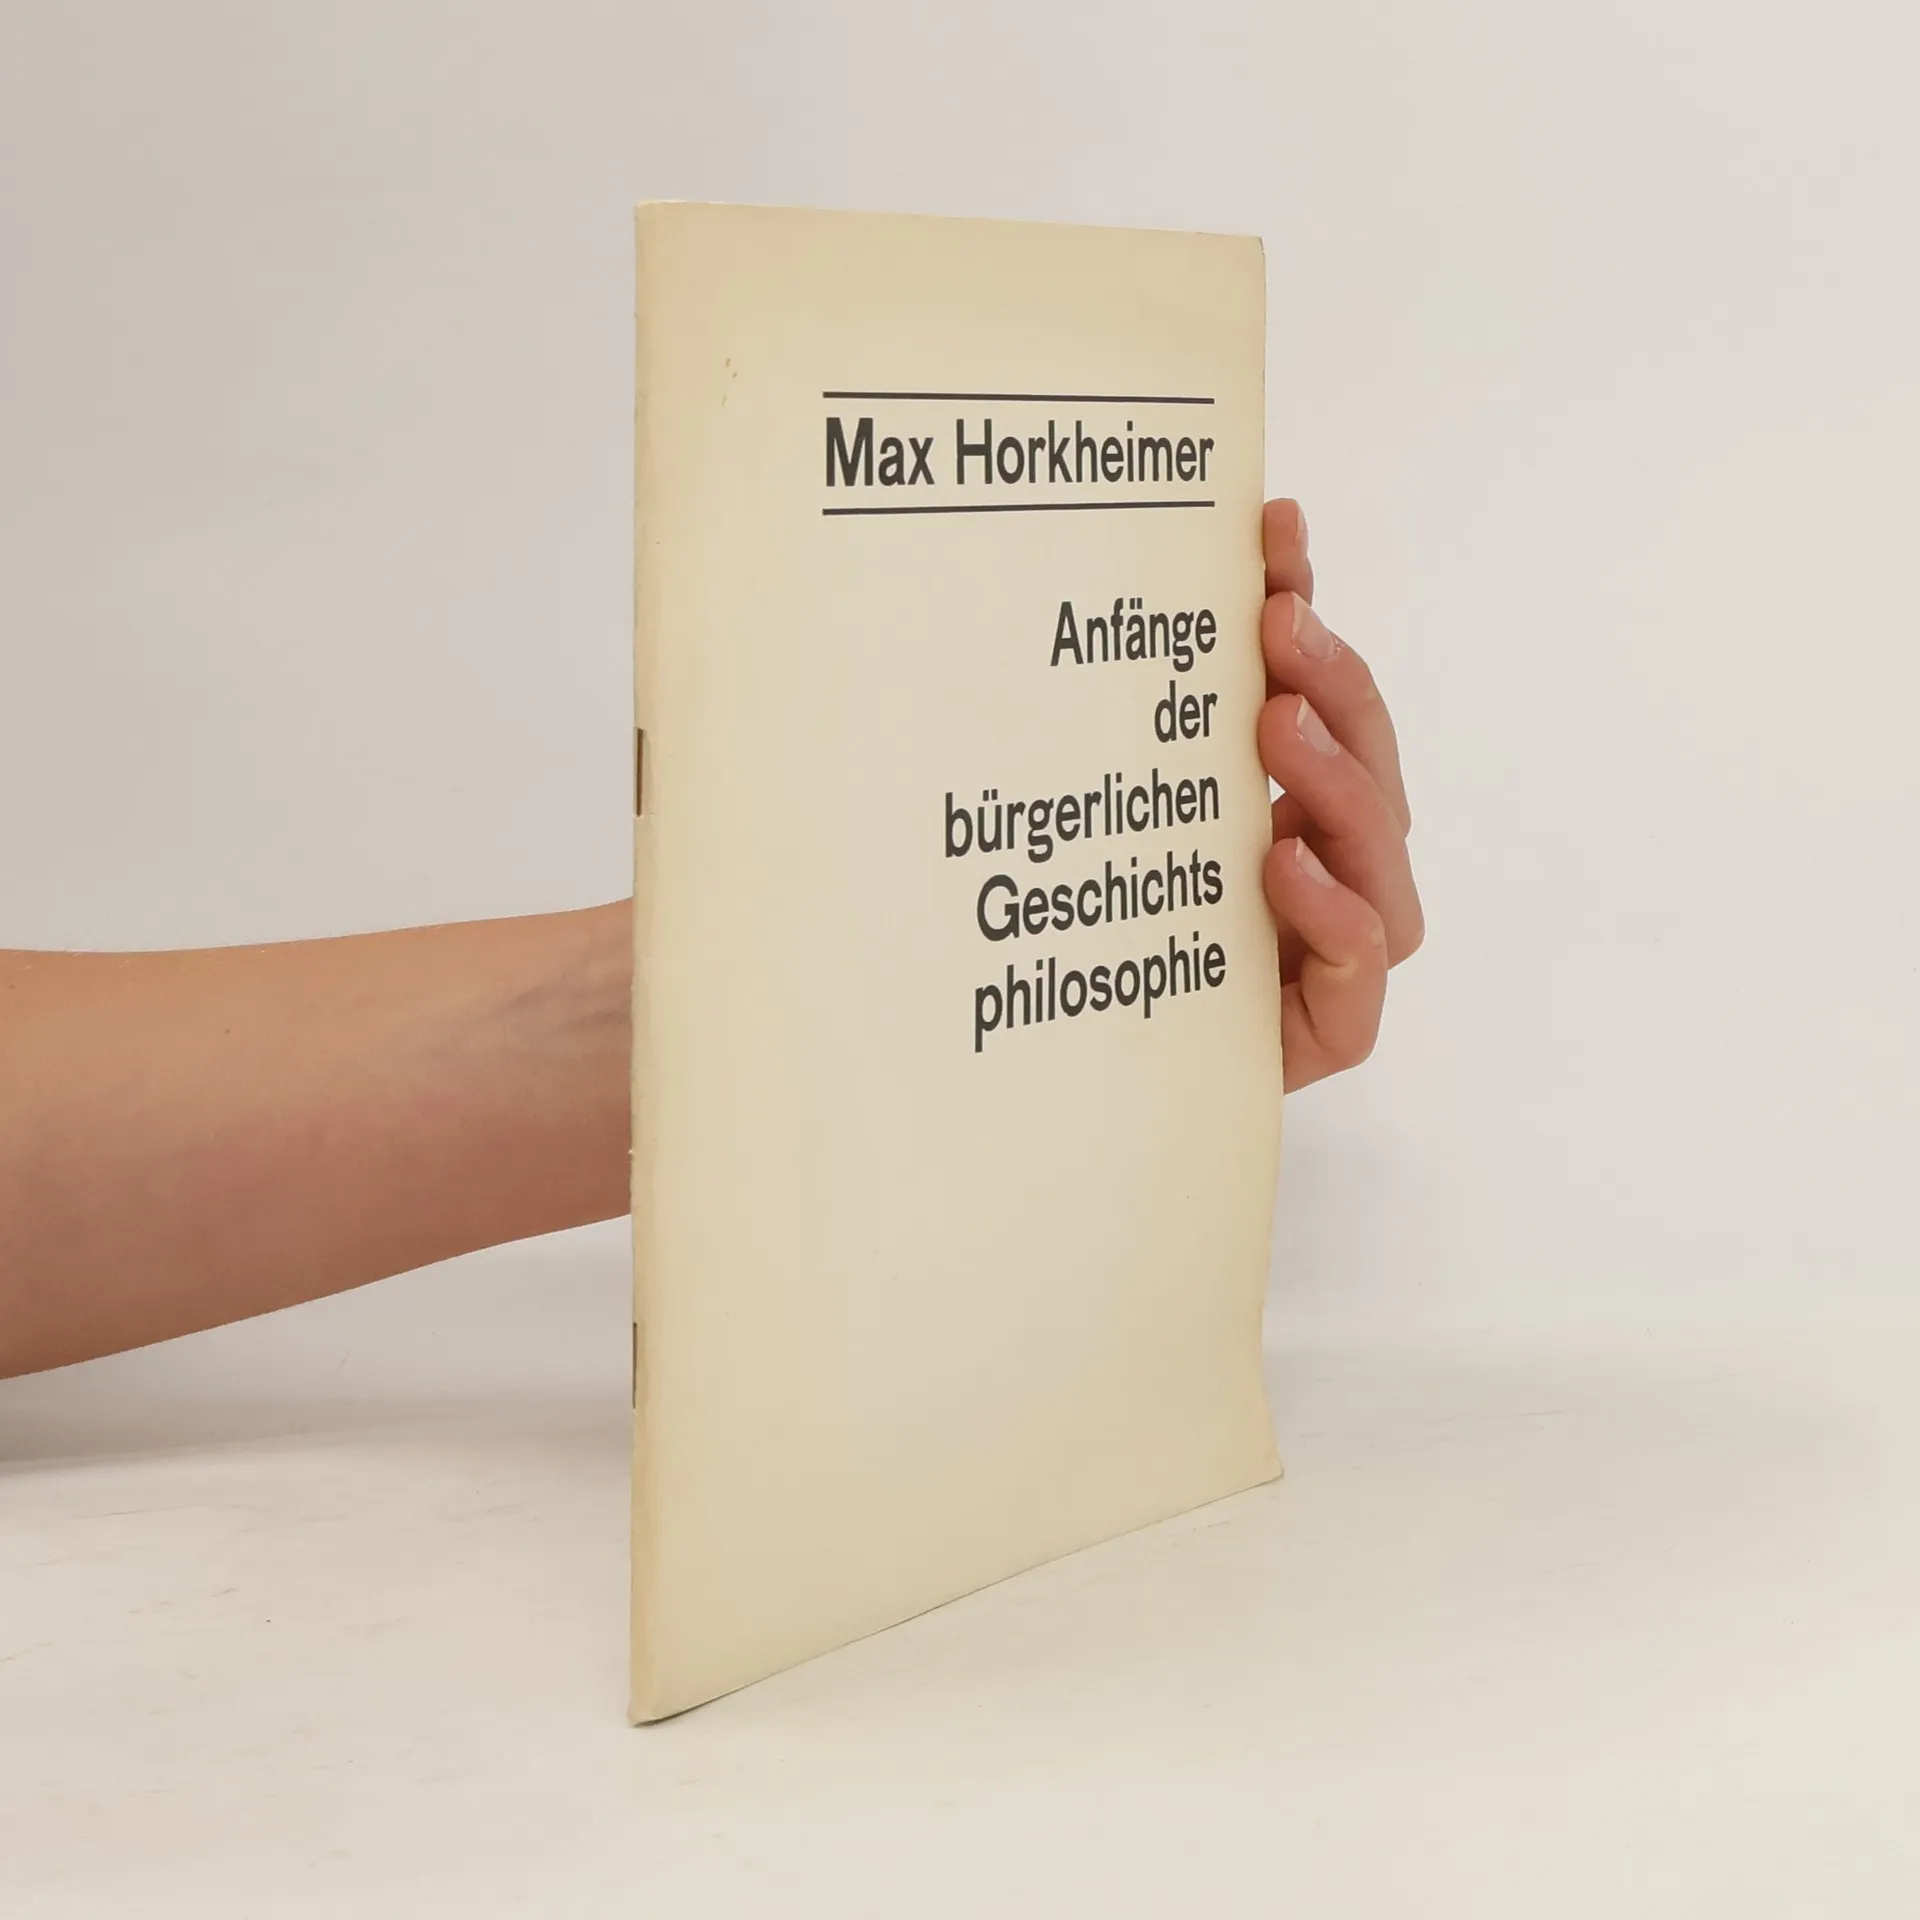 Max Horkheimer
Anfänge
der
bürgerlichen
Geschichts
philosophie